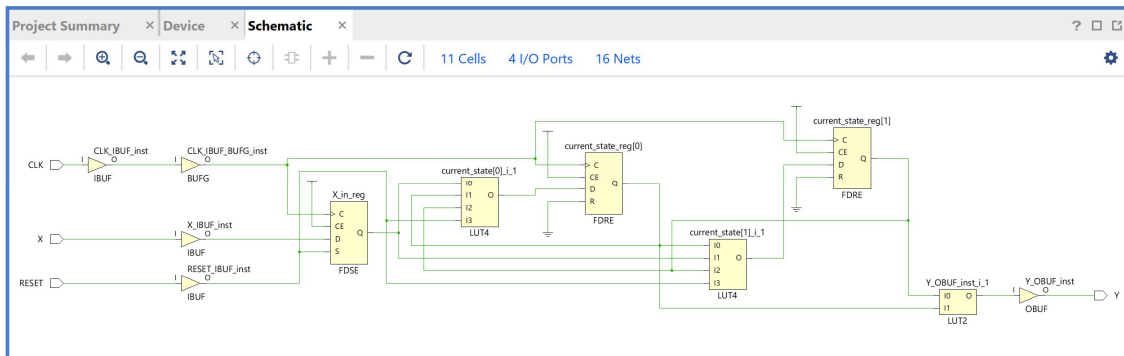 Project Summary × Device × Schematic × ?
11 Cells 4 I/O Ports 16 Nets
current_state_reg[1]
CLK_IBUF_inst CLK_IBUF_BUFG_inst current_state_reg[0] C
CLK I O I O CE Q
IBUF BUFG current_state[0]_i_1 C D
X_in_reg I0 CE Q R
I1 O D FDRE
C I2 R
CE I3 FDRE
X_IBUF_inst Q LUT4 current_state[1]_i_1
X I O D I0
IBUF S I1 O
RESET_IBUF_inst FDSE I2
RESET I O I3 Y_OBUF_inst_i_1 Y_OBUF_inst
IBUF LUT4 I0 O I O Y
I1 OBUF
LUT2